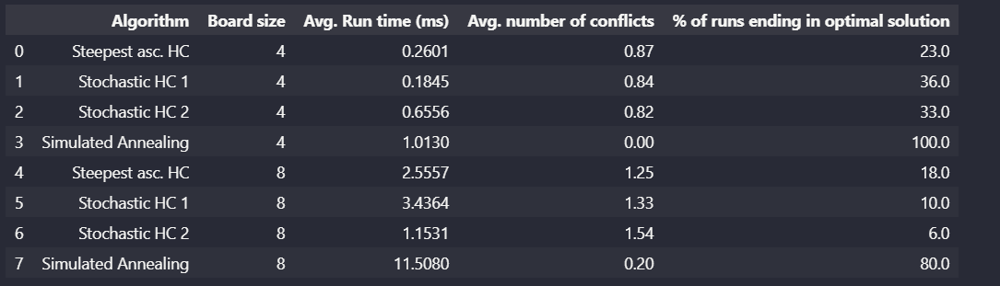 Algorithm Board size Avg. Run time (ms) Avg. number of conflicts % of runs ending in optimal solution
0 Steepest asc. HC 4 0.2601 0.87 23.0
1 Stochastic HC 1 4 0.1845 0.84 36.0
2 Stochastic HC 2 4 0.6556 0.82 33.0
3 Simulated Annealing 4 1.0130 0.00 100.0
4 Steepest asc. HC 8 2.5557 1.25 18.0
5 Stochastic HC 1 8 3.4364 1.33 10.0
6 Stochastic HC 2 8 1.1531 1.54 6.0
7 Simulated Annealing 8 11.5080 0.20 80.0